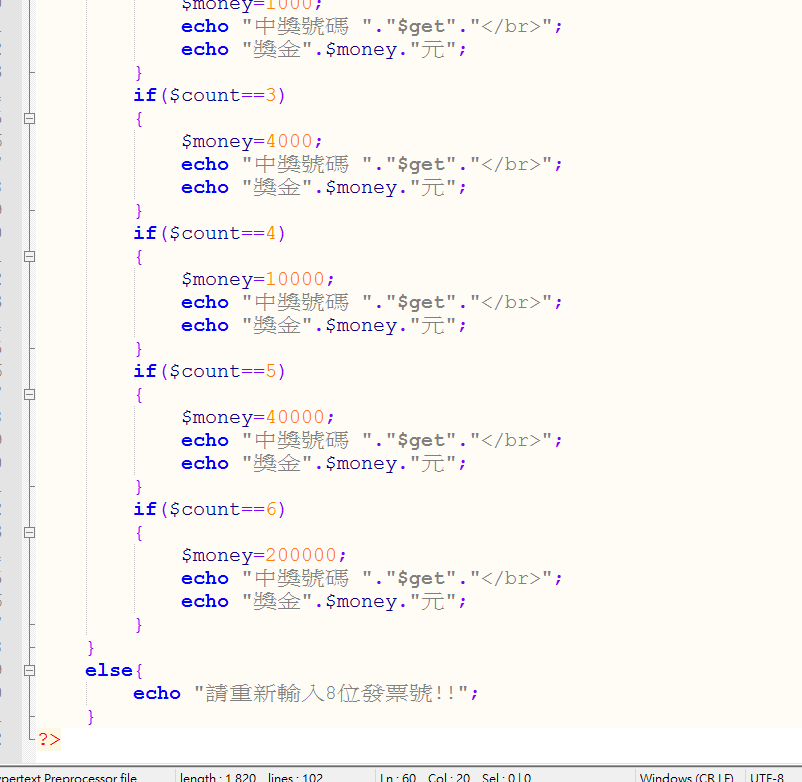 $money=1000;
echo "中獎號碼 "."$get"."</br>";
echo "獎金".$money."元";
}
if($count==3)
{
$money=4000;
echo "中獎號碼 "."$get"."</br>";
echo "獎金".$money."元";
}
if($count==4)
{
$money=10000;
echo "中獎號碼 "."$get"."</br>";
echo "獎金".$money."元";
}
if($count==5)
{
$money=40000;
echo "中獎號碼 "."$get"."</br>";
echo "獎金".$money."元";
}
if($count==6)
{
$money=200000;
echo "中獎號碼 "."$get"."</br>";
echo "獎金".$money."元";
}
}
else{
echo "請重新輸入8位發票號!!";
}
?>
pertext Preprocessor file length : 1,820 lines : 102 Ln : 60 Col : 20 Sel : 0 | 0 Windows (CR LF) UTF-8